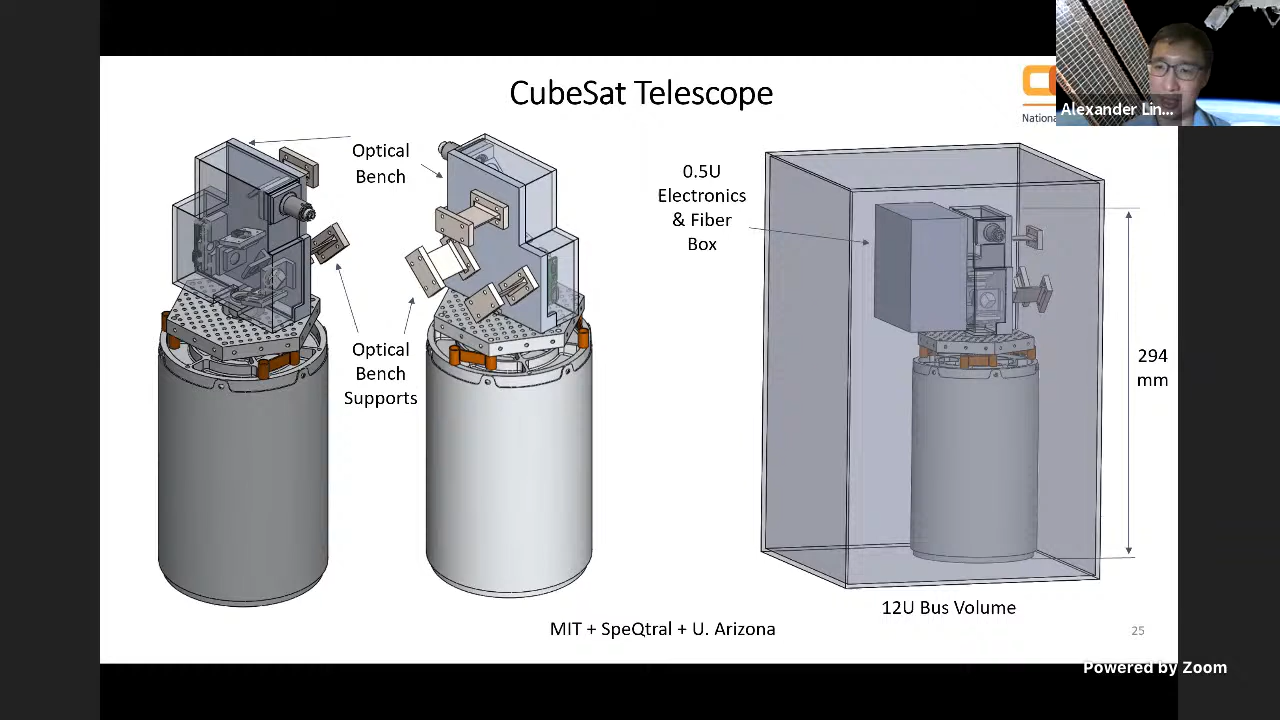 CubeSat Telescope
Alexander Lin...
National
Optical
Bench
0.5U
Electronics
& Fiber
Box
Optical
Bench
Supports
294
mm
12U Bus Volume
MIT + SpeQtral + U. Arizona
25
Powered by Zoom